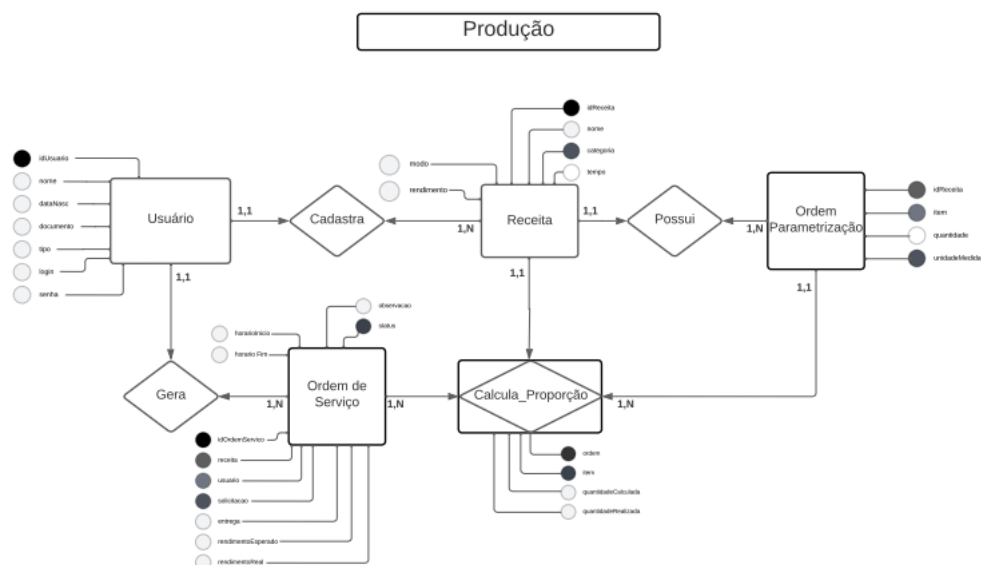 Produção
idReceita
nome
categoria
tempo
modo
rendimento
idUsuario
nome
dataNasc
documento
tipo
login
senha
Usuário
1,1
Cadastra
1,N
Receita
1,1
Possui
1,N
Ordem
Parametrização
idReceita
item
quantidade
unidadeMedida
1,1
1,1
1,1
observacao
status
horarioInicio
horario Fim
Gera
1,N
Ordem de
Serviço
1,N
Calcula_Proporção
1,N
idOrdemServico
receita
usuario
solicitacao
entrega
rendimentoEsperado
rendimentoReal
ordem
item
quantidadeCalculada
quantidadeRealizada